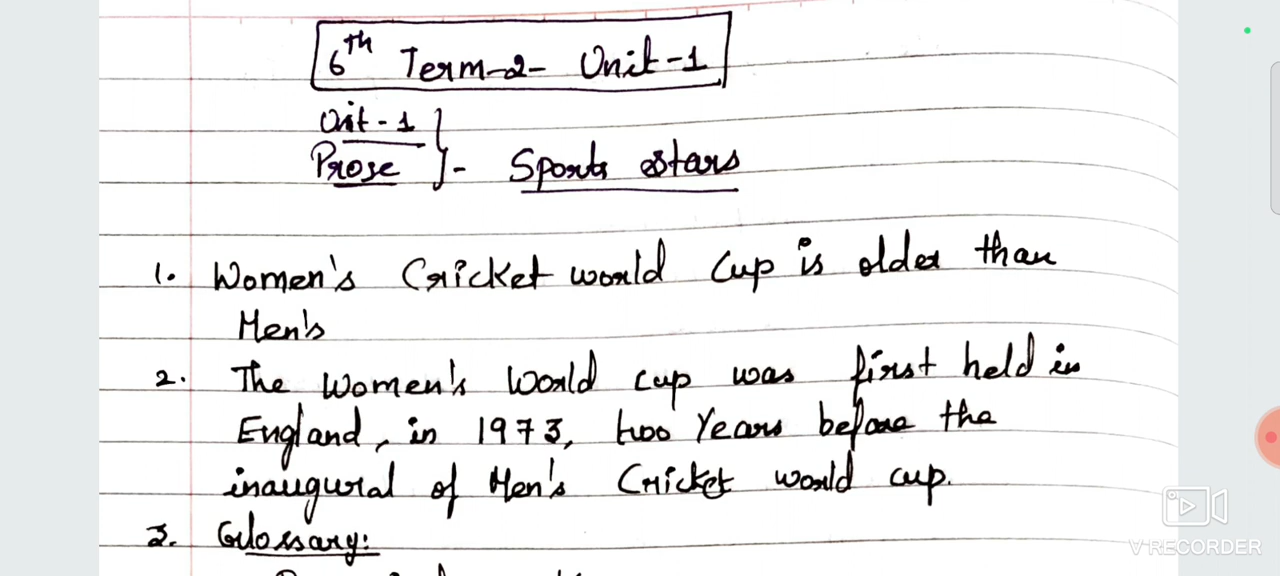 6th Term-2- Unit-1
Unit-1
Prose } - Sports stars
1. Women's Cricket world Cup is older than
Men's
2. The Women's World cup was first held in
England, in 1973, two Years before the
inaugural of Men's Cricket world cup.
3. Glossary:
V RECORDER